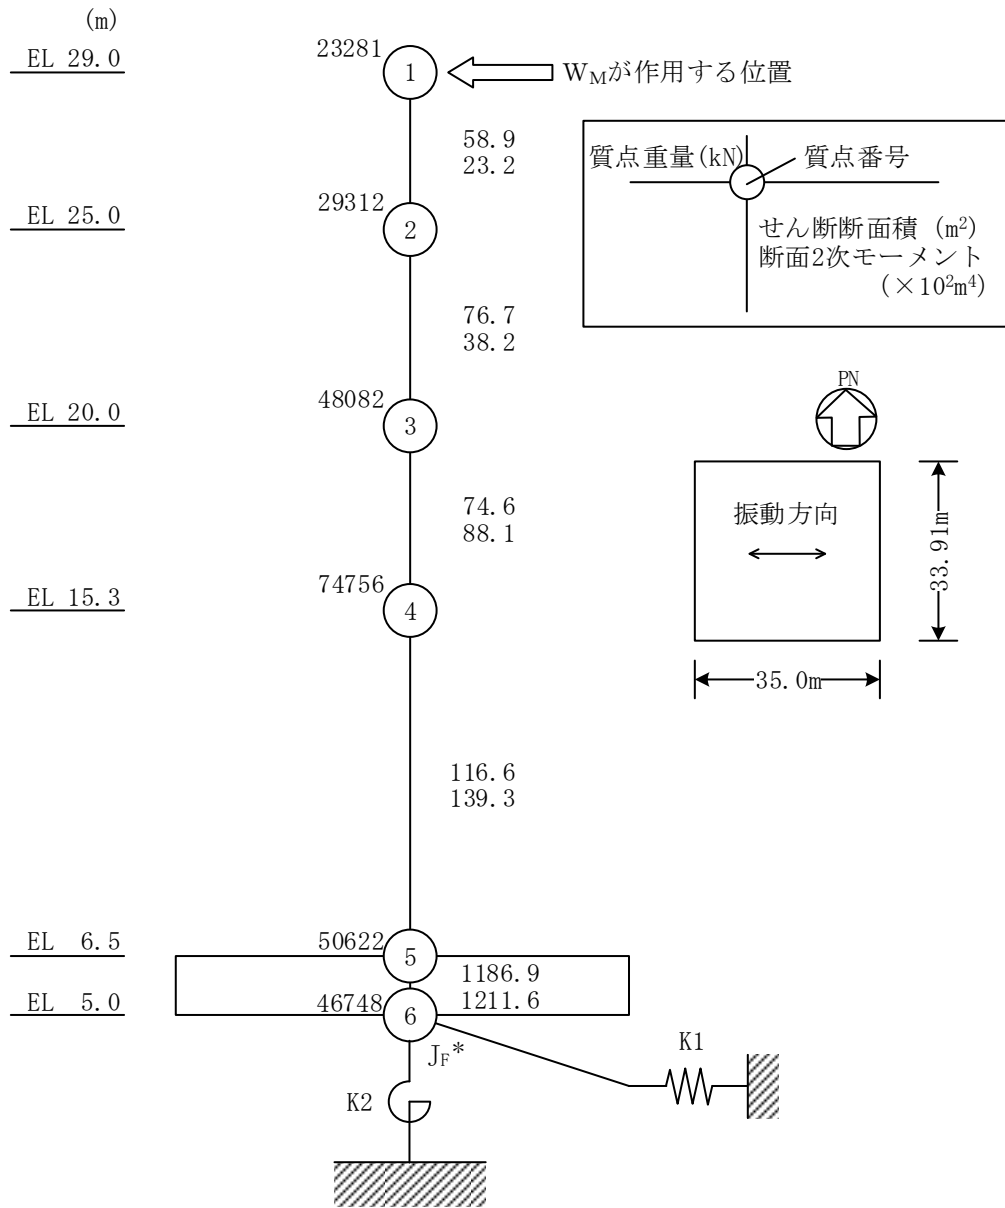 (m)
EL 29.0
23281
1
W_Mが作用する位置
58.9
23.2
質点重量(kN)
質点番号
せん断断面積 (m²)
断面2次モーメント
(×10²m⁴)
EL 25.0
29312
2
76.7
38.2
EL 20.0
48082
3
PN
振動方向
33.91m
35.0m
74.6
88.1
EL 15.3
74756
4
116.6
139.3
EL 6.5
50622
5
1186.9
1211.6
EL 5.0
46748
6
J_F*
K1
K2